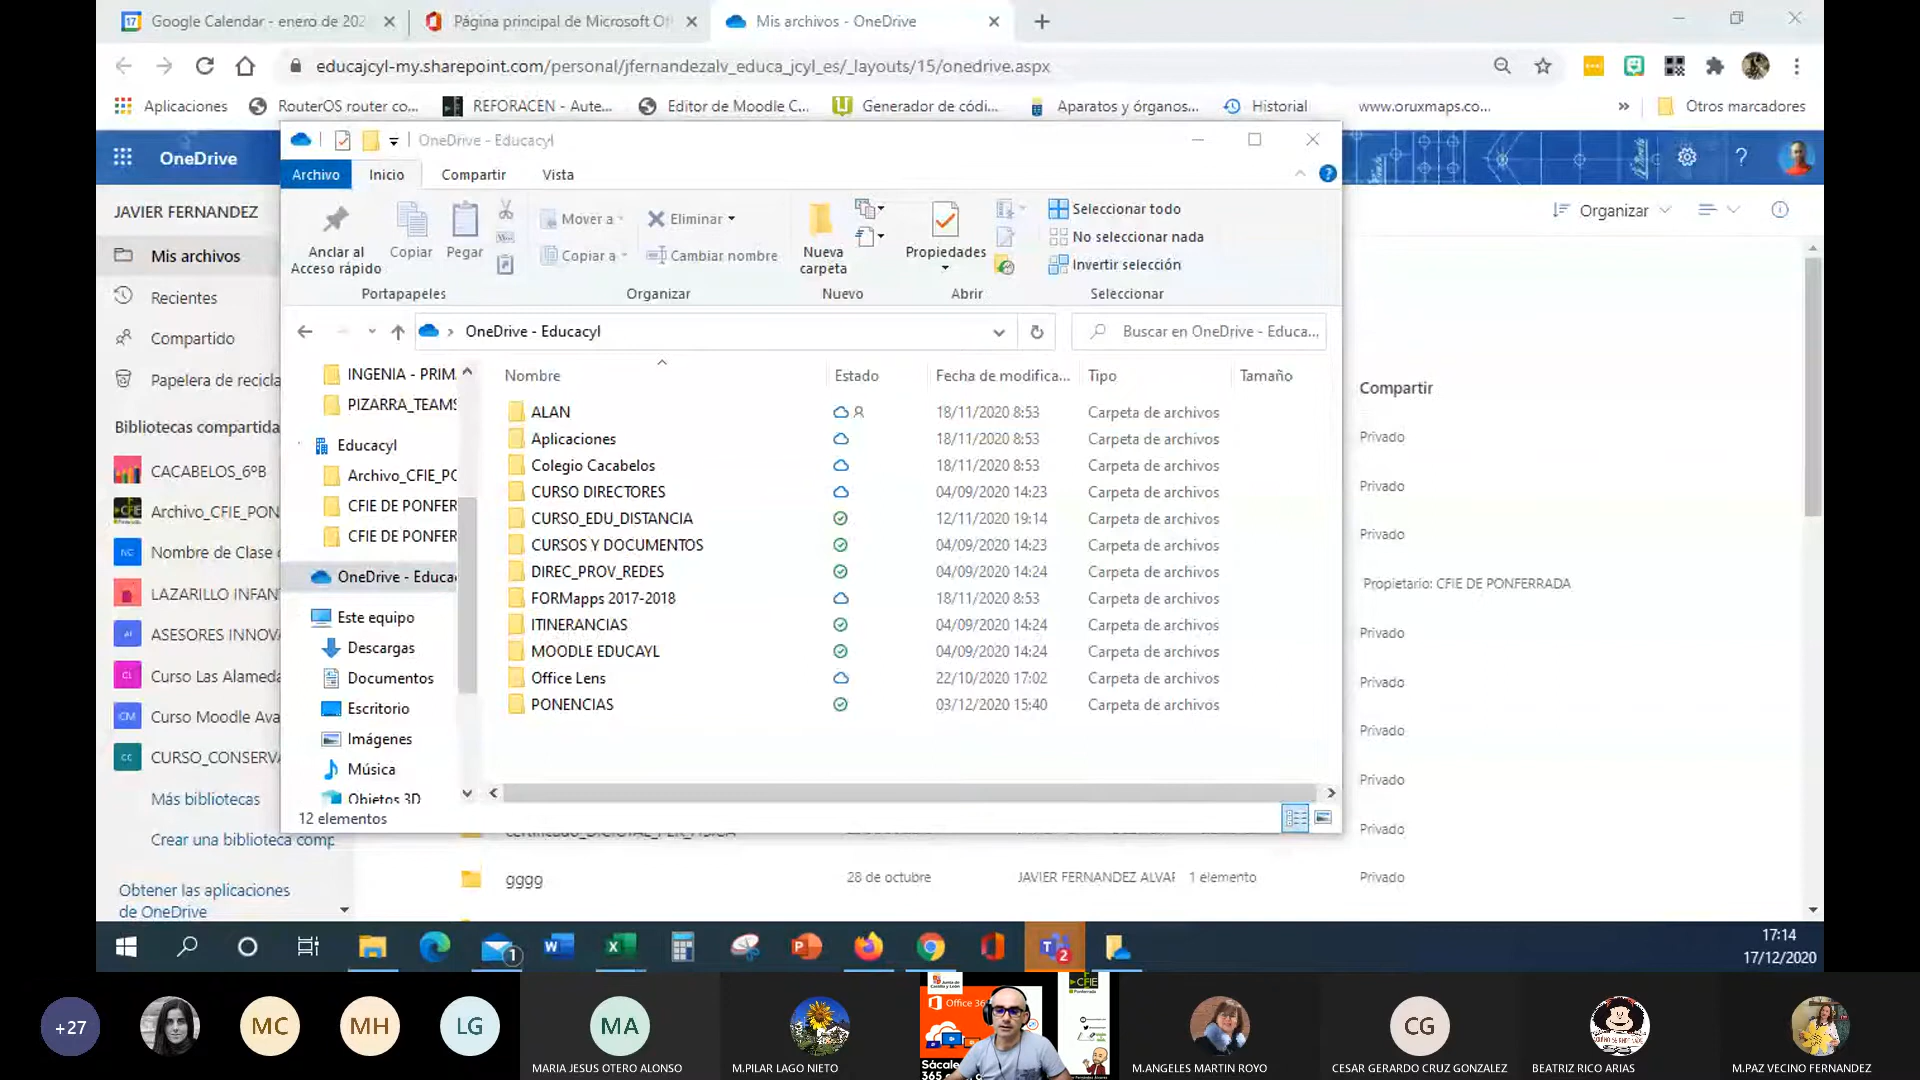 Google Calendar - enero de 202
Página principal de Microsoft Of
Mis archivos - OneDrive
educajcyl-my.sharepoint.com/personal/jfernandezalv_educa_jcyl_es/_layouts/15/onedrive.aspx
Aplicaciones
RouterOS router co...
REFORACEN - Aute...
Editor de Moodle C...
Generador de códi...
Aparatos y órganos...
Historial
www.oruxmaps.co...
Otros marcadores
OneDrive
OneDrive - Educacyl
Archivo
Inicio
Compartir
Vista
JAVIER FERNANDEZ
Organizar
Anclar al
Acceso rápido
Copiar
Pegar
Mover a
Copiar a
Eliminar
Cambiar nombre
Nueva
carpeta
Propiedades
Seleccionar todo
No seleccionar nada
Invertir selección
Portapapeles
Organizar
Nuevo
Abrir
Seleccionar
OneDrive - Educacyl
Buscar en OneDrive - Educa...
Mis archivos
Recientes
Compartido
Papelera de recicla
Bibliotecas compartida
CACABELOS_6ºB
Archivo_CFIE_PON
NC Nombre de Clase
LAZARILLO INFAN
AI ASESORES INNOVA
CL Curso Las Alameda
CM Curso Moodle Ava
CC CURSO_CONSERVA
Más bibliotecas
Crear una biblioteca comp
Obtener las aplicaciones
de OneDrive
INGENIA - PRIM
PIZARRA_TEAMS
Educacyl
Archivo_CFIE_PO
CFIE DE PONFER
CFIE DE PONFER
OneDrive - Educa
Este equipo
Descargas
Documentos
Escritorio
Imágenes
Música
Objetos 3D
Nombre Estado Fecha de modifica... Tipo Tamaño
ALAN 18/11/2020 8:53 Carpeta de archivos
Aplicaciones 18/11/2020 8:53 Carpeta de archivos
Colegio Cacabelos 18/11/2020 8:53 Carpeta de archivos
CURSO DIRECTORES 04/09/2020 14:23 Carpeta de archivos
CURSO_EDU_DISTANCIA 12/11/2020 19:14 Carpeta de archivos
CURSOS Y DOCUMENTOS 04/09/2020 14:23 Carpeta de archivos
DIREC_PROV_REDES 04/09/2020 14:24 Carpeta de archivos
FORMapps 2017-2018 18/11/2020 8:53 Carpeta de archivos
ITINERANCIAS 04/09/2020 14:24 Carpeta de archivos
MOODLE EDUCAYL 04/09/2020 14:24 Carpeta de archivos
Office Lens 22/10/2020 17:02 Carpeta de archivos
PONENCIAS 03/12/2020 15:40 Carpeta de archivos
12 elementos
Compartir
Privado
Privado
Privado
Propietario: CFIE DE PONFERRADA
Privado
Privado
Privado
Privado
Privado
gggg 28 de octubre JAVIER FERNANDEZ ALVAR 1 elemento Privado
17:14
17/12/2020
+27
MC
MH
LG
MA
MARIA JESUS OTERO ALONSO
M.PILAR LAGO NIETO
Office 36
Sácale
365
CFIE
M.ANGELES MARTIN ROYO
CG
CESAR GERARDO CRUZ GONZALEZ
BEATRIZ RICO ARIAS
M.PAZ VECINO FERNANDEZ